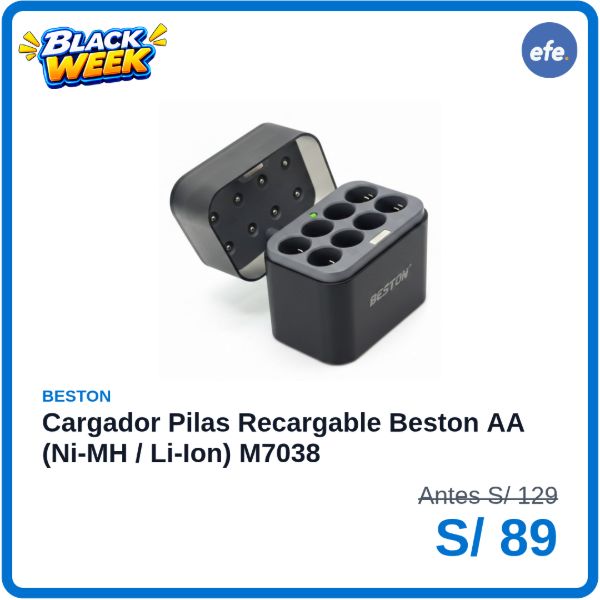 BLACK
WEEK
efe.
BESTON
BESTON
Cargador Pilas Recargable Beston AA
(Ni-MH / Li-Ion) M7038
Antes S/ 129
S/ 89